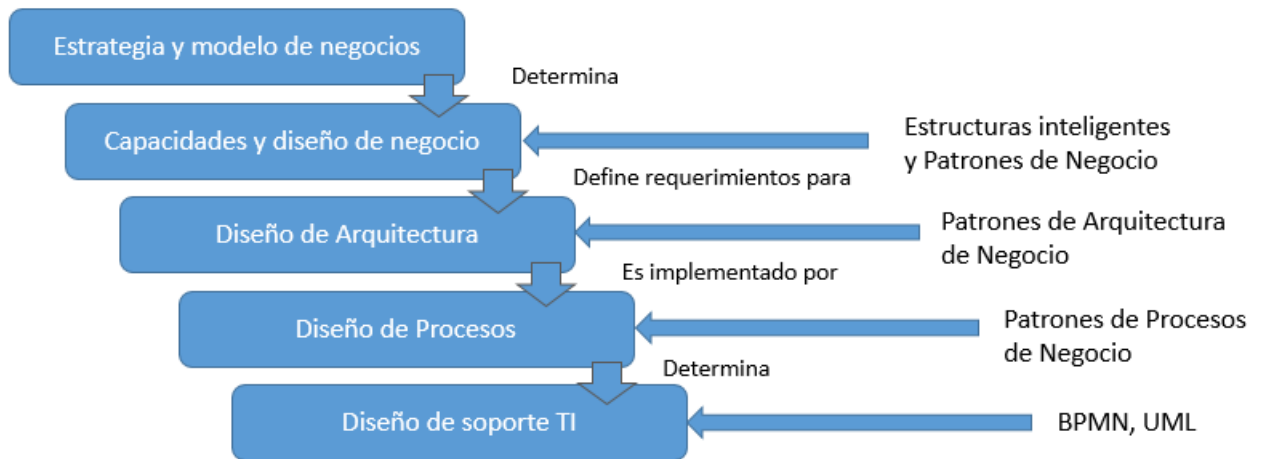 Estrategia y modelo de negocios
Determina
Capacidades y diseño de negocio
Estructuras inteligentes
y Patrones de Negocio
Define requerimientos para
Diseño de Arquitectura
Patrones de Arquitectura
de Negocio
Es implementado por
Diseño de Procesos
Patrones de Procesos
de Negocio
Determina
Diseño de soporte TI
BPMN, UML